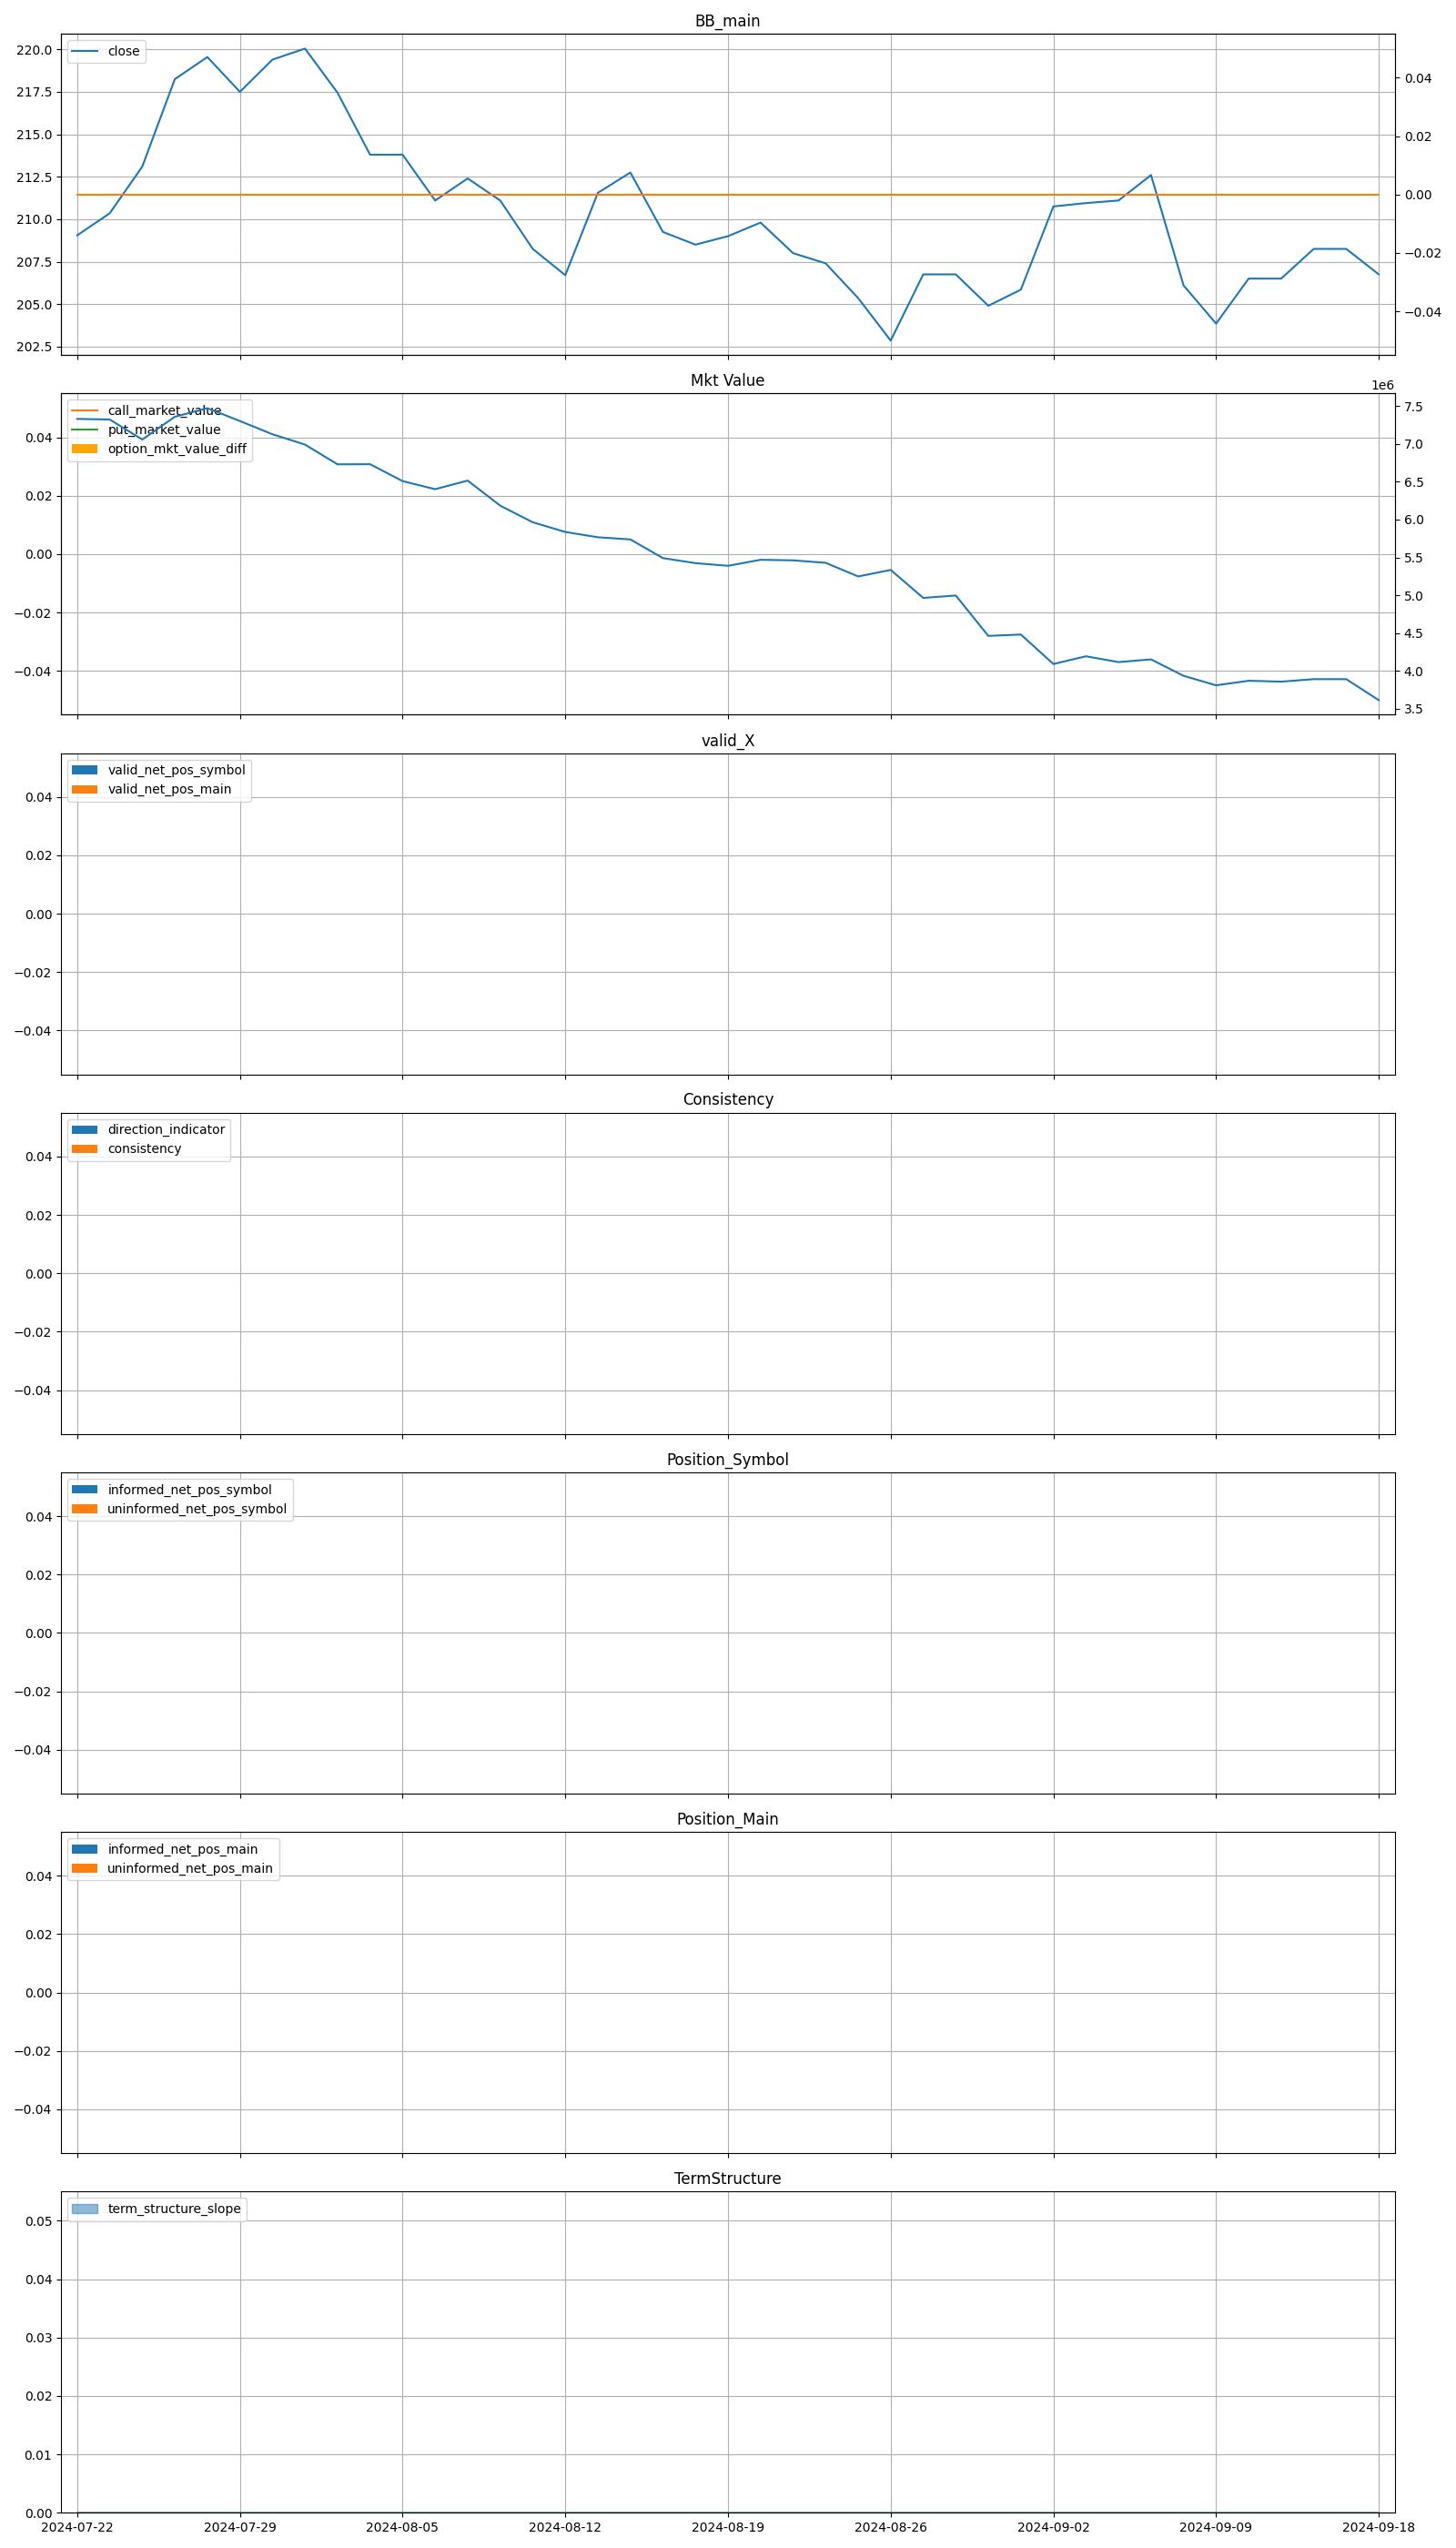 BB_main
close
220.0
217.5
215.0
212.5
210.0
207.5
205.0
202.5
0.04
0.02
0.00
−0.02
−0.04
Mkt Value
1e6
call_market_value
put_market_value
option_mkt_value_diff
0.04
0.02
0.00
−0.02
−0.04
7.5
7.0
6.5
6.0
5.5
5.0
4.5
4.0
3.5
valid_X
valid_net_pos_symbol
valid_net_pos_main
0.04
0.02
0.00
−0.02
−0.04
Consistency
direction_indicator
consistency
0.04
0.02
0.00
−0.02
−0.04
Position_Symbol
informed_net_pos_symbol
uninformed_net_pos_symbol
0.04
0.02
0.00
−0.02
−0.04
Position_Main
informed_net_pos_main
uninformed_net_pos_main
0.04
0.02
0.00
−0.02
−0.04
TermStructure
term_structure_slope
0.05
0.04
0.03
0.02
0.01
0.00
2024-07-22 2024-07-29 2024-08-05 2024-08-12 2024-08-19 2024-08-26 2024-09-02 2024-09-09 2024-09-18